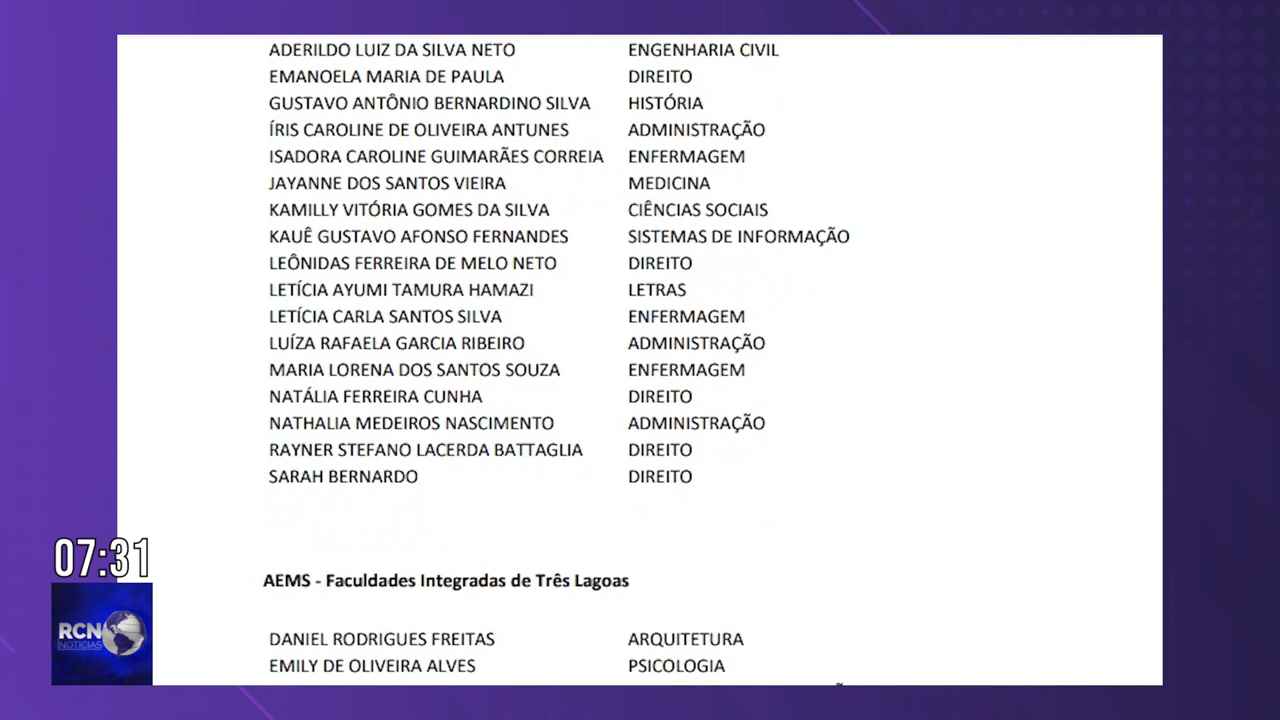 ADERILDO LUIZ DA SILVA NETO ENGENHARIA CIVIL
EMANOELA MARIA DE PAULA DIREITO
GUSTAVO ANTÔNIO BERNARDINO SILVA HISTÓRIA
ÍRIS CAROLINE DE OLIVEIRA ANTUNES ADMINISTRAÇÃO
ISADORA CAROLINE GUIMARÃES CORREIA ENFERMAGEM
JAYANNE DOS SANTOS VIEIRA MEDICINA
KAMILLY VITÓRIA GOMES DA SILVA CIÊNCIAS SOCIAIS
KAUÊ GUSTAVO AFONSO FERNANDES SISTEMAS DE INFORMAÇÃO
LEÔNIDAS FERREIRA DE MELO NETO DIREITO
LETÍCIA AYUMI TAMURA HAMAZI LETRAS
LETÍCIA CARLA SANTOS SILVA ENFERMAGEM
LUÍZA RAFAELA GARCIA RIBEIRO ADMINISTRAÇÃO
MARIA LORENA DOS SANTOS SOUZA ENFERMAGEM
NATÁLIA FERREIRA CUNHA DIREITO
NATHALIA MEDEIROS NASCIMENTO ADMINISTRAÇÃO
RAYNER STEFANO LACERDA BATTAGLIA DIREITO
SARAH BERNARDO DIREITO
07:31
AEMS - Faculdades Integradas de Três Lagoas
RCN
NOTÍCIAS
DANIEL RODRIGUES FREITAS ARQUITETURA
EMILY DE OLIVEIRA ALVES PSICOLOGIA